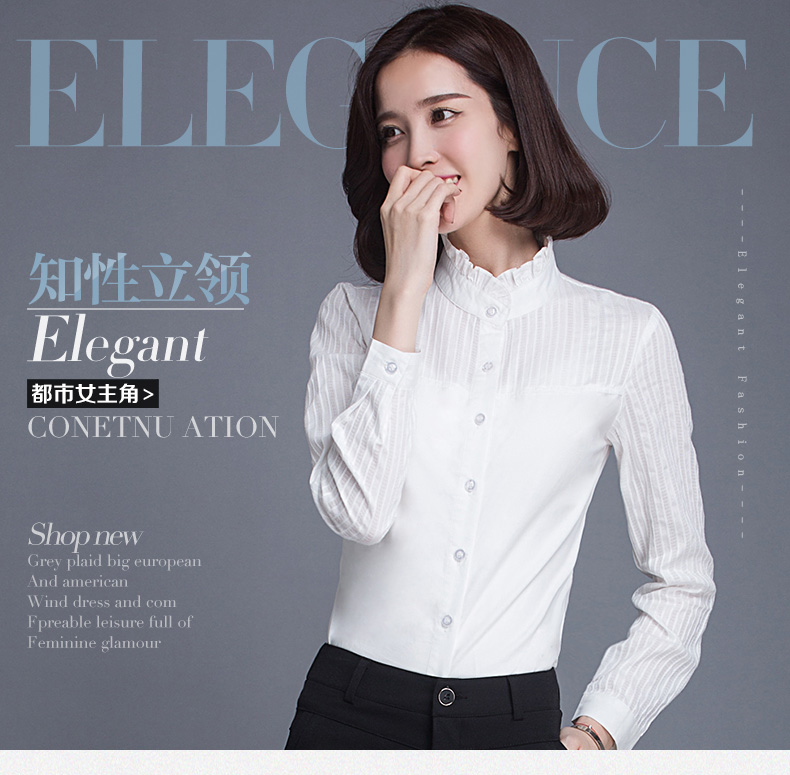 ELEGANCE
知性立领
Elegant
都市女主角>
CONETNU ATION
----Elegant Fashion----
Shop new
Grey plaid big european
And american
Wind dress and com
Fpreable leisure full of
Feminine glamour